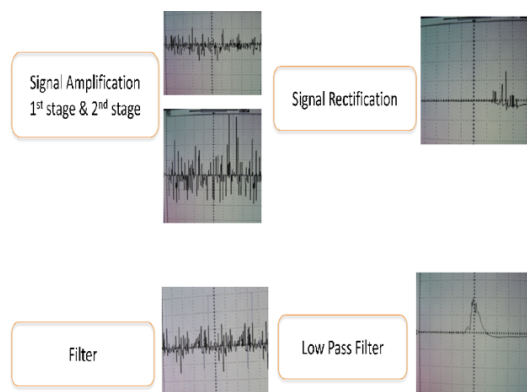 Signal Amplification
1st stage & 2nd stage
Signal Rectification
Filter
Low Pass Filter